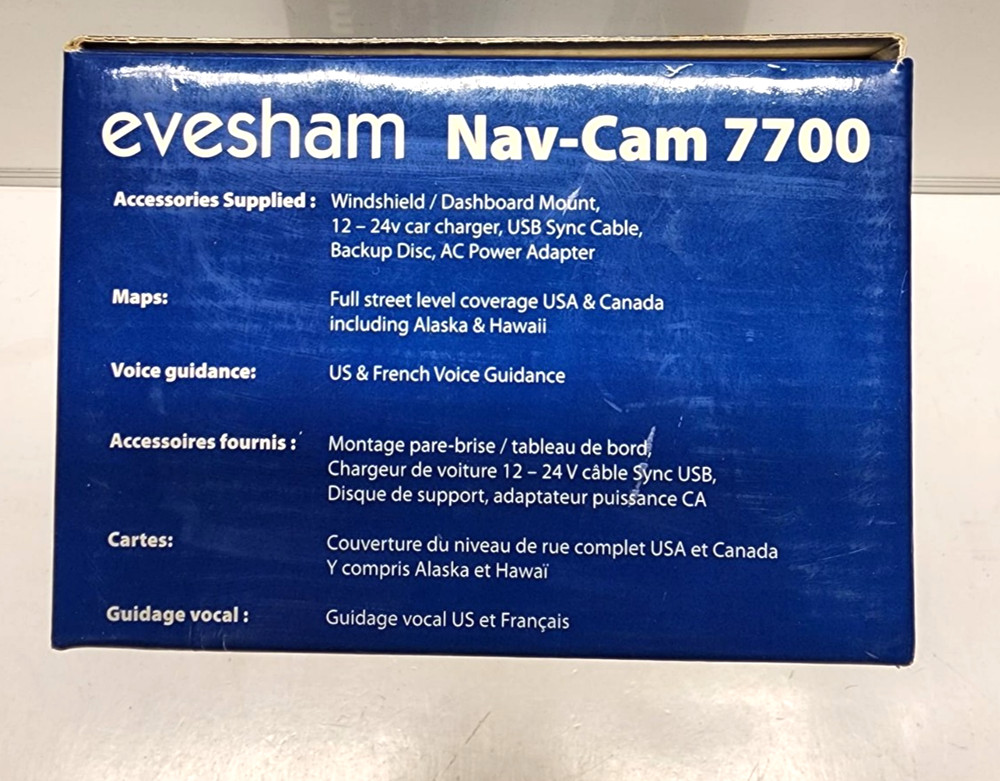 evesham Nav-Cam 7700
Accessories Supplied : Windshield / Dashboard Mount,
12 – 24v car charger, USB Sync Cable,
Backup Disc, AC Power Adapter
Maps: Full street level coverage USA & Canada
including Alaska & Hawaii
Voice guidance: US & French Voice Guidance
Accessoires fournis : Montage pare-brise / tableau de bord,
Chargeur de voiture 12 – 24 V câble Sync USB,
Disque de support, adaptateur puissance CA
Cartes: Couverture du niveau de rue complet USA et Canada
Y compris Alaska et Hawaï
Guidage vocal : Guidage vocal US et Français